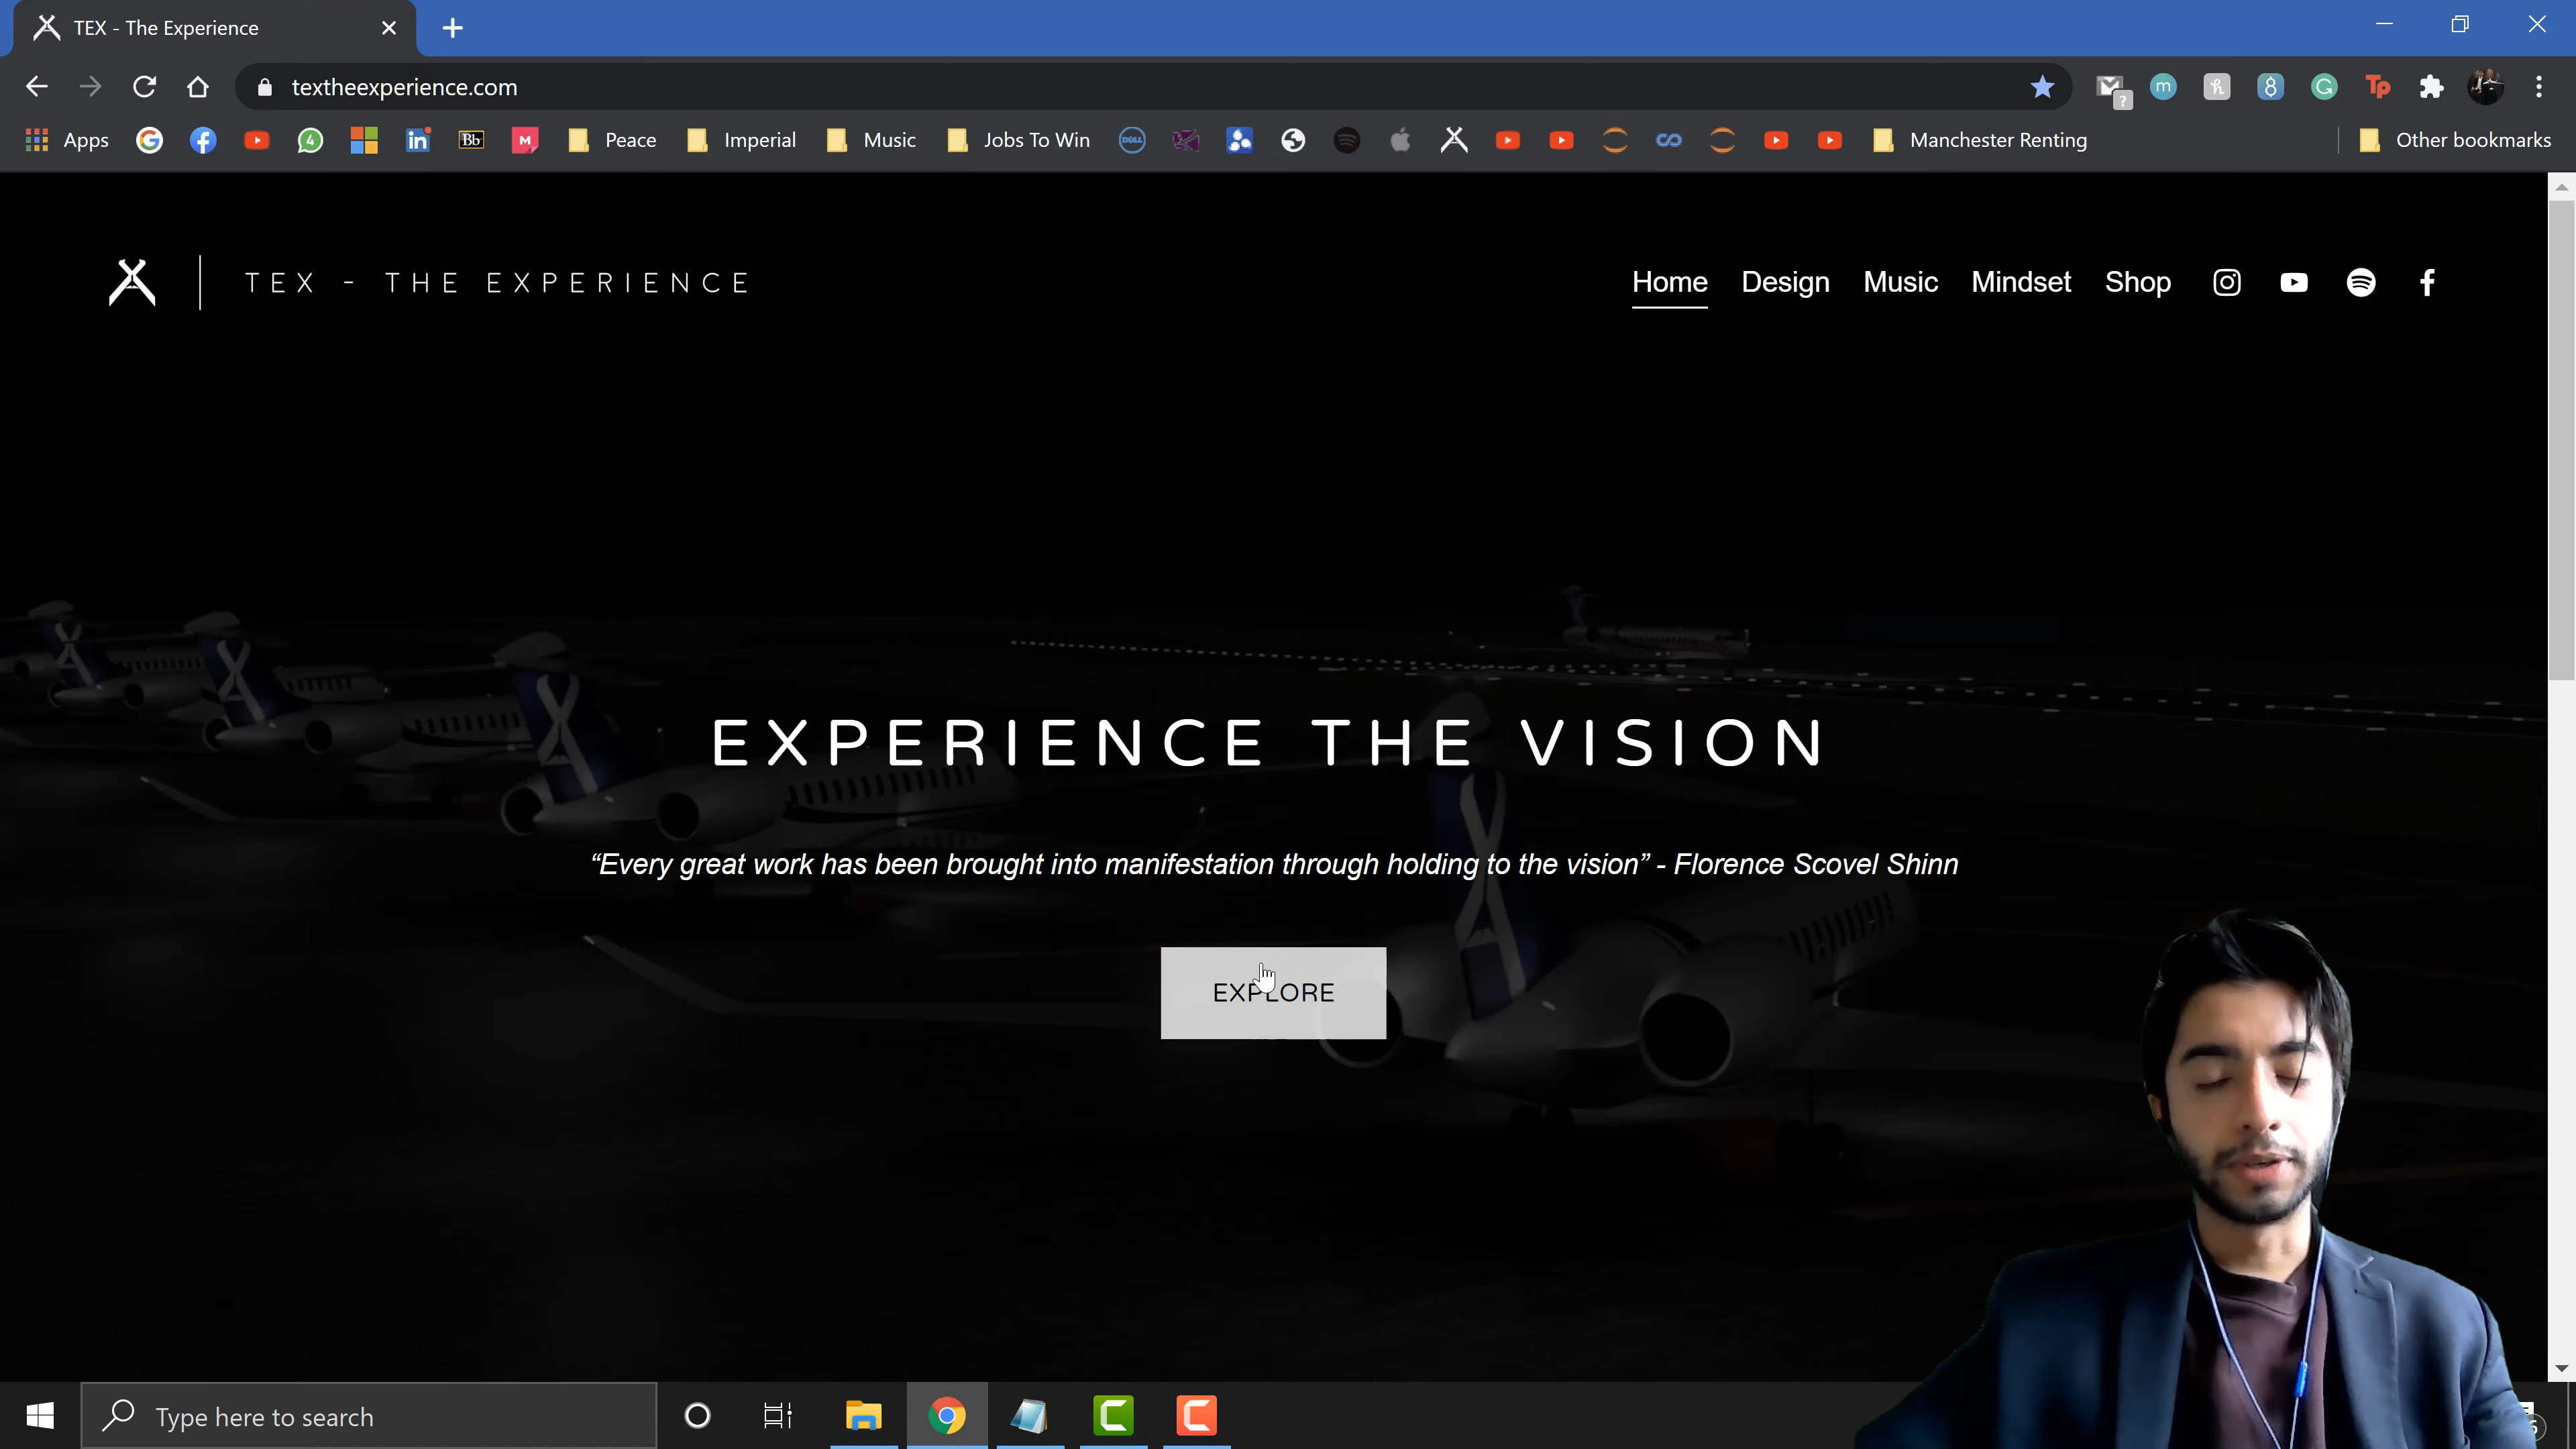 TEX - The Experience
textheexperience.com
Apps
Peace
Imperial
Music
Jobs To Win
Manchester Renting
Other bookmarks
TEX - THE EXPERIENCE
Home
Design
Music
Mindset
Shop
EXPERIENCE THE VISION
“Every great work has been brought into manifestation through holding to the vision” - Florence Scovel Shinn
EXPLORE
Type here to search